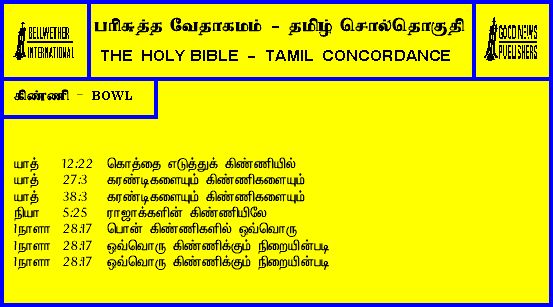 BELLWETHER
INTERNATIONAL
பரிசுத்த வேதாகமம் - தமிழ் சொல்தொகுதி
THE HOLY BIBLE - TAMIL CONCORDANCE
GOOD NEWS
PUBLISHERS
கிண்ணி - BOWL
யாத் 12:22 கொத்தை எடுத்துக் கிண்ணியில்
யாத் 27:3 கரண்டிகளையும் கிண்ணிகளையும்
யாத் 38:3 கரண்டிகளையும் கிண்ணிகளையும்
நியா 5:25 ராஜாக்களின் கிண்ணியிலே
1நாளா 28:17 பொன் கிண்ணிகளில் ஒவ்வொரு
1நாளா 28:17 ஒவ்வொரு கிண்ணிக்கும் நிறையின்படி
1நாளா 28:17 ஒவ்வொரு கிண்ணிக்கும் நிறையின்படி